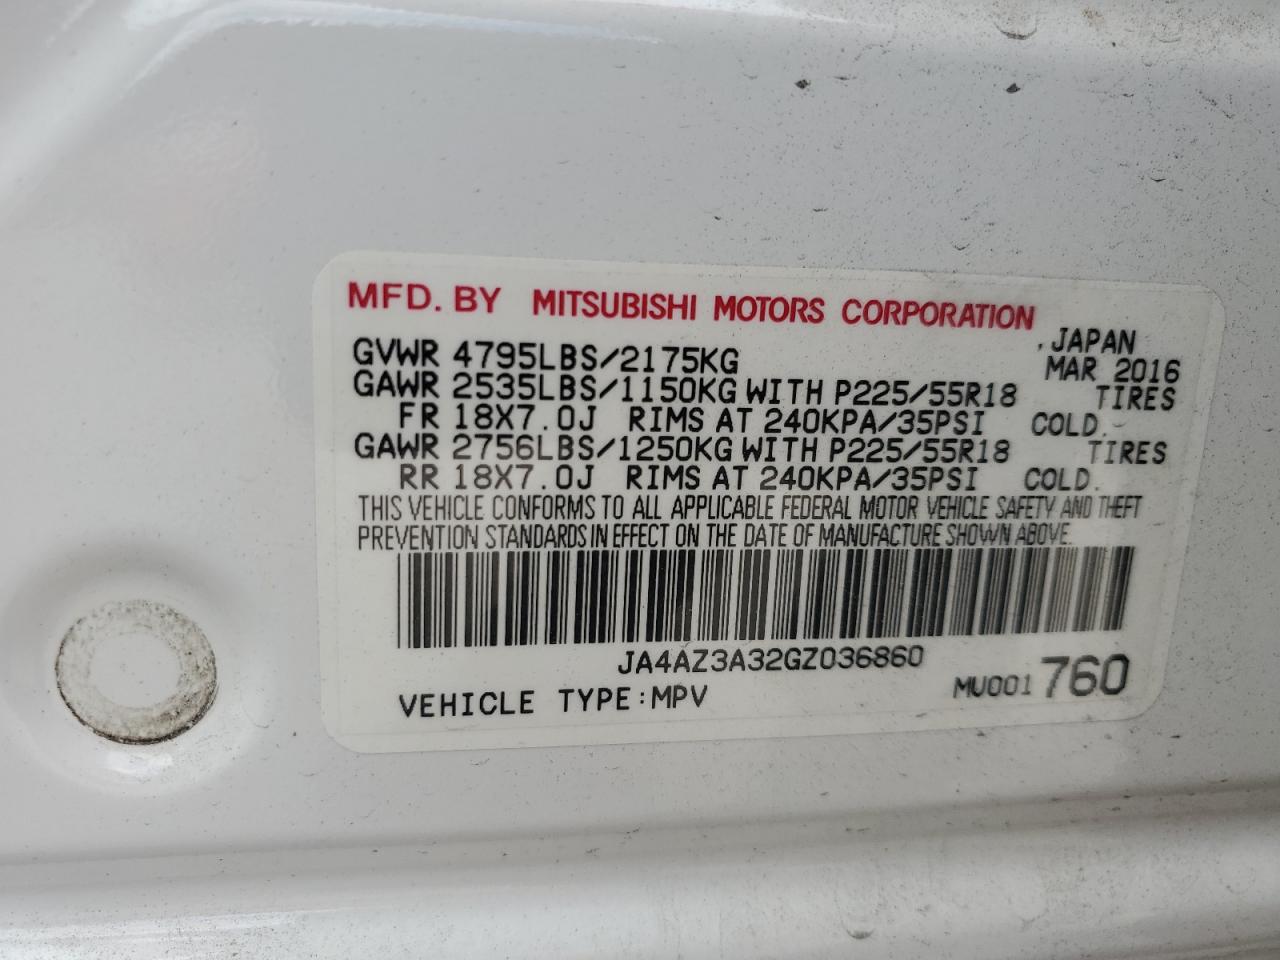 MFD. BY MITSUBISHI MOTORS CORPORATION
, JAPAN
GVWR 4795LBS/2175KG MAR 2016
GAWR 2535LBS/1150KG WITH P225/55R18 TIRES
FR 18X7.0J RIMS AT 240KPA/35PSI COLD.
GAWR 2756LBS/1250KG WITH P225/55R18 TIRES
RR 18X7.0J RIMS AT 240KPA/35PSI COLD.
THIS VEHICLE CONFORMS TO ALL APPLICABLE FEDERAL MOTOR VEHICLE SAFETY AND THEFT
PREVENTION STANDARDS IN EFFECT ON THE DATE OF MANUFACTURE SHOWN ABOVE.
JA4AZ3A32GZ036860
VEHICLE TYPE:MPV MU001 760